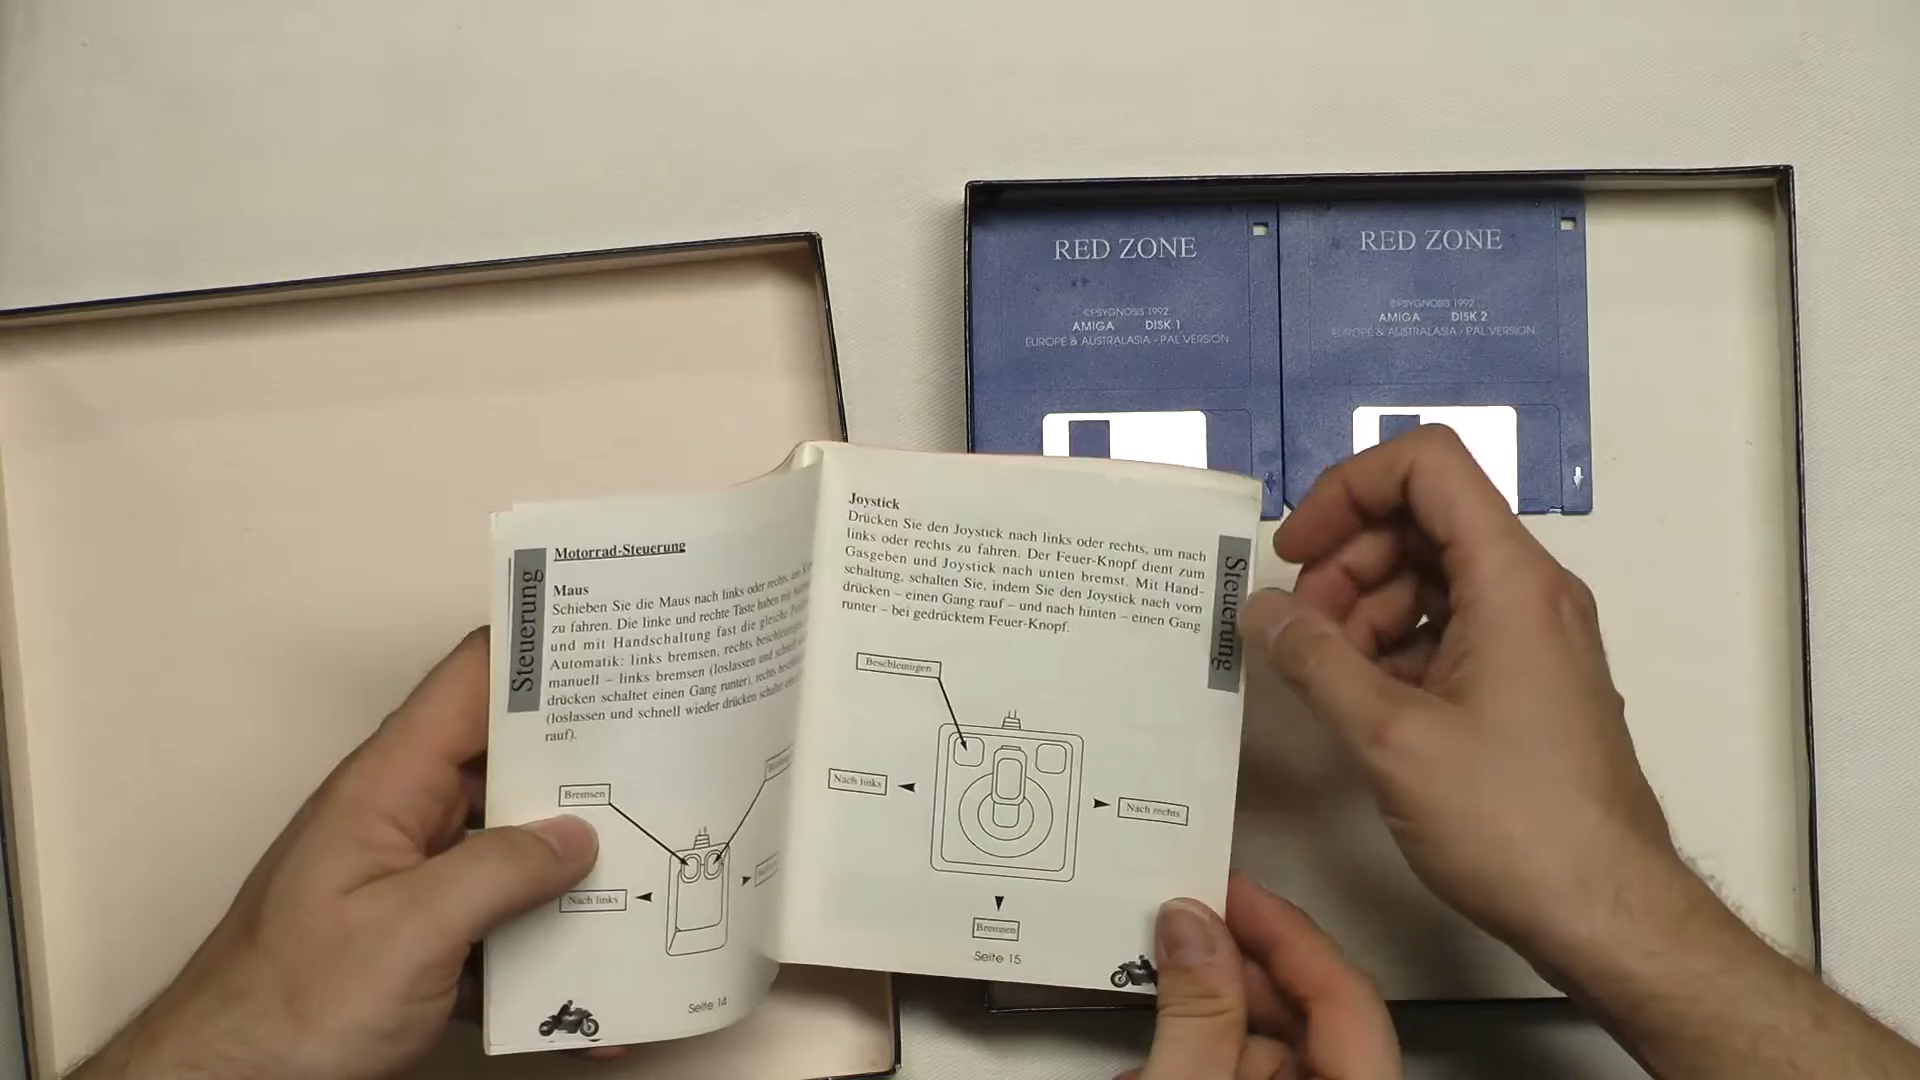 RED ZONE
©PSYGNOSIS 1992
AMIGA DISK 1
EUROPE & AUSTRALASIA - PAL VERSION
RED ZONE
©PSYGNOSIS 1992
AMIGA DISK 2
EUROPE & AUSTRALASIA - PAL VERSION
Steuerung
Motorrad-Steuerung
Maus
Schieben Sie die Maus nach links oder rechts, um
zu fahren. Die linke und rechte Taste haben mit
und mit Handschaltung fast die gleiche
Automatik: links bremsen, rechts
manuell – links bremsen (loslassen und
drücken schaltet einen Gang runter), rechts
(loslassen und schnell wieder drücken schaltet
rauf).
Bremsen
Nach links
Seite 14
Joystick
Drücken Sie den Joystick nach links oder rechts, um nach
links oder rechts zu fahren. Der Feuer-Knopf dient zum
Gasgeben und Joystick nach unten bremst. Mit Hand-
schaltung, schalten Sie, indem Sie den Joystick nach vorn
drücken – einen Gang rauf – und nach hinten – einen Gang
runter – bei gedrücktem Feuer-Knopf.
Steuerung
Beschleunigen
Nach links
Nach rechts
Bremsen
Seite 15